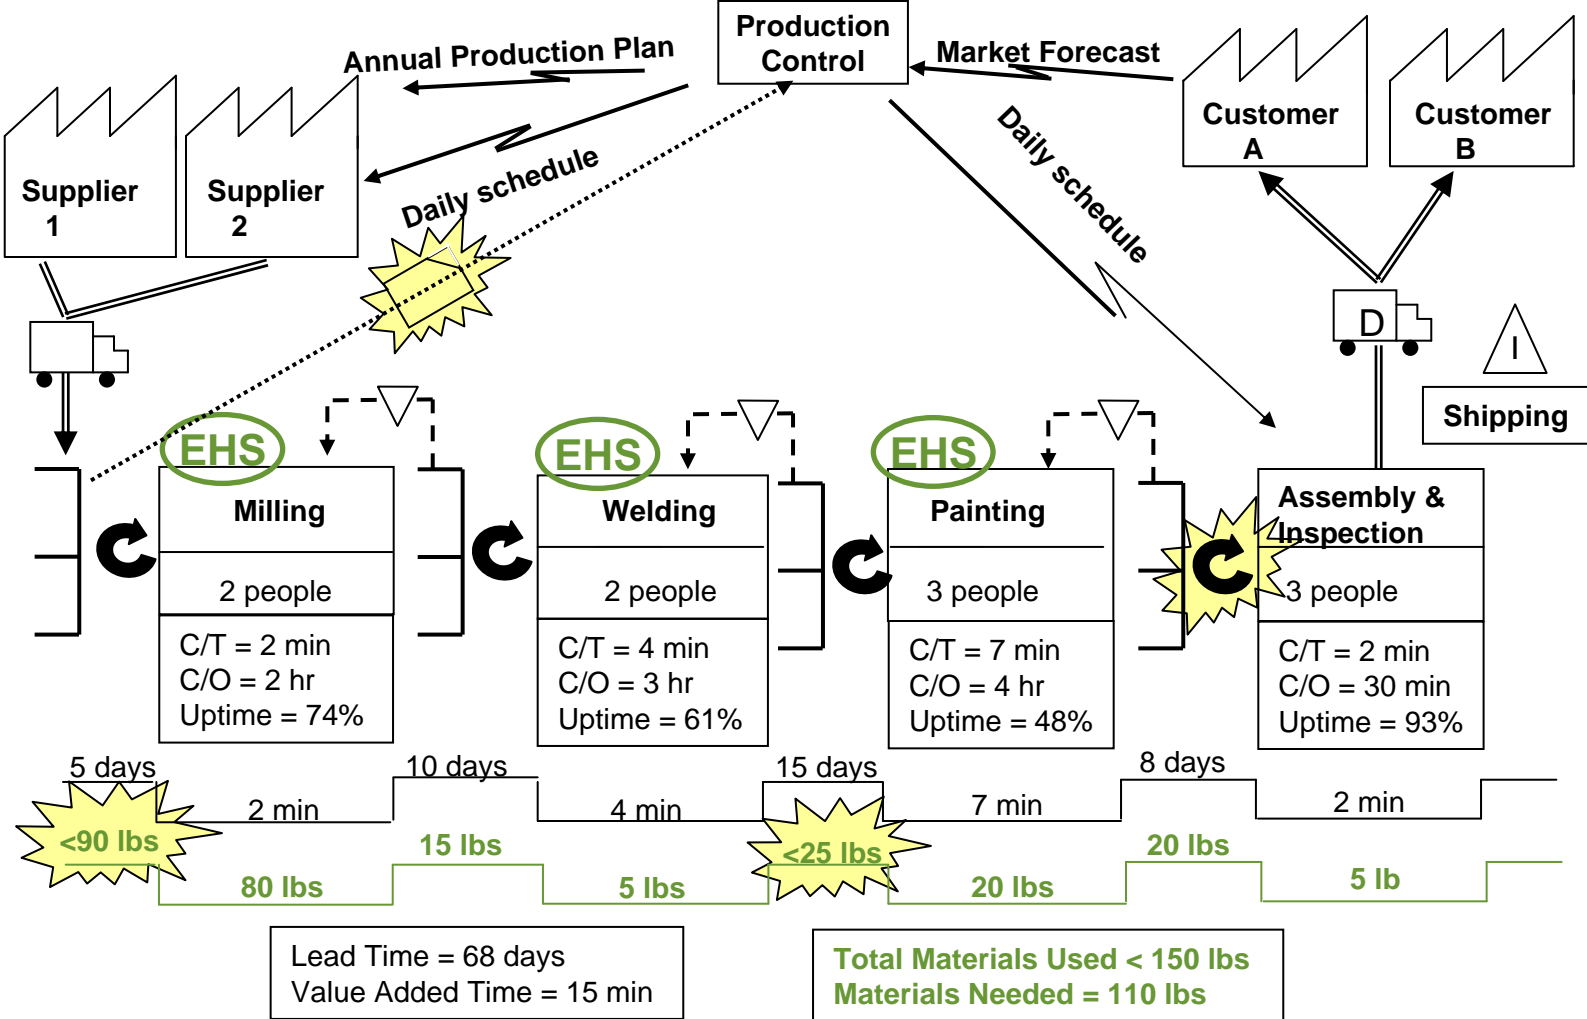 Production
Control
Annual Production Plan
Market Forecast
Daily schedule
Daily schedule
Supplier
1
Supplier
2
Customer
A
Customer
B
D
I
Shipping
EHS
EHS
EHS
Milling
2 people
C/T = 2 min
C/O = 2 hr
Uptime = 74%
Welding
2 people
C/T = 4 min
C/O = 3 hr
Uptime = 61%
Painting
3 people
C/T = 7 min
C/O = 4 hr
Uptime = 48%
Assembly &
Inspection
3 people
C/T = 2 min
C/O = 30 min
Uptime = 93%
5 days
2 min
10 days
4 min
15 days
7 min
8 days
2 min
<90 lbs
80 lbs
15 lbs
5 lbs
<25 lbs
20 lbs
20 lbs
5 lb
Lead Time = 68 days
Value Added Time = 15 min
Total Materials Used < 150 lbs
Materials Needed = 110 lbs